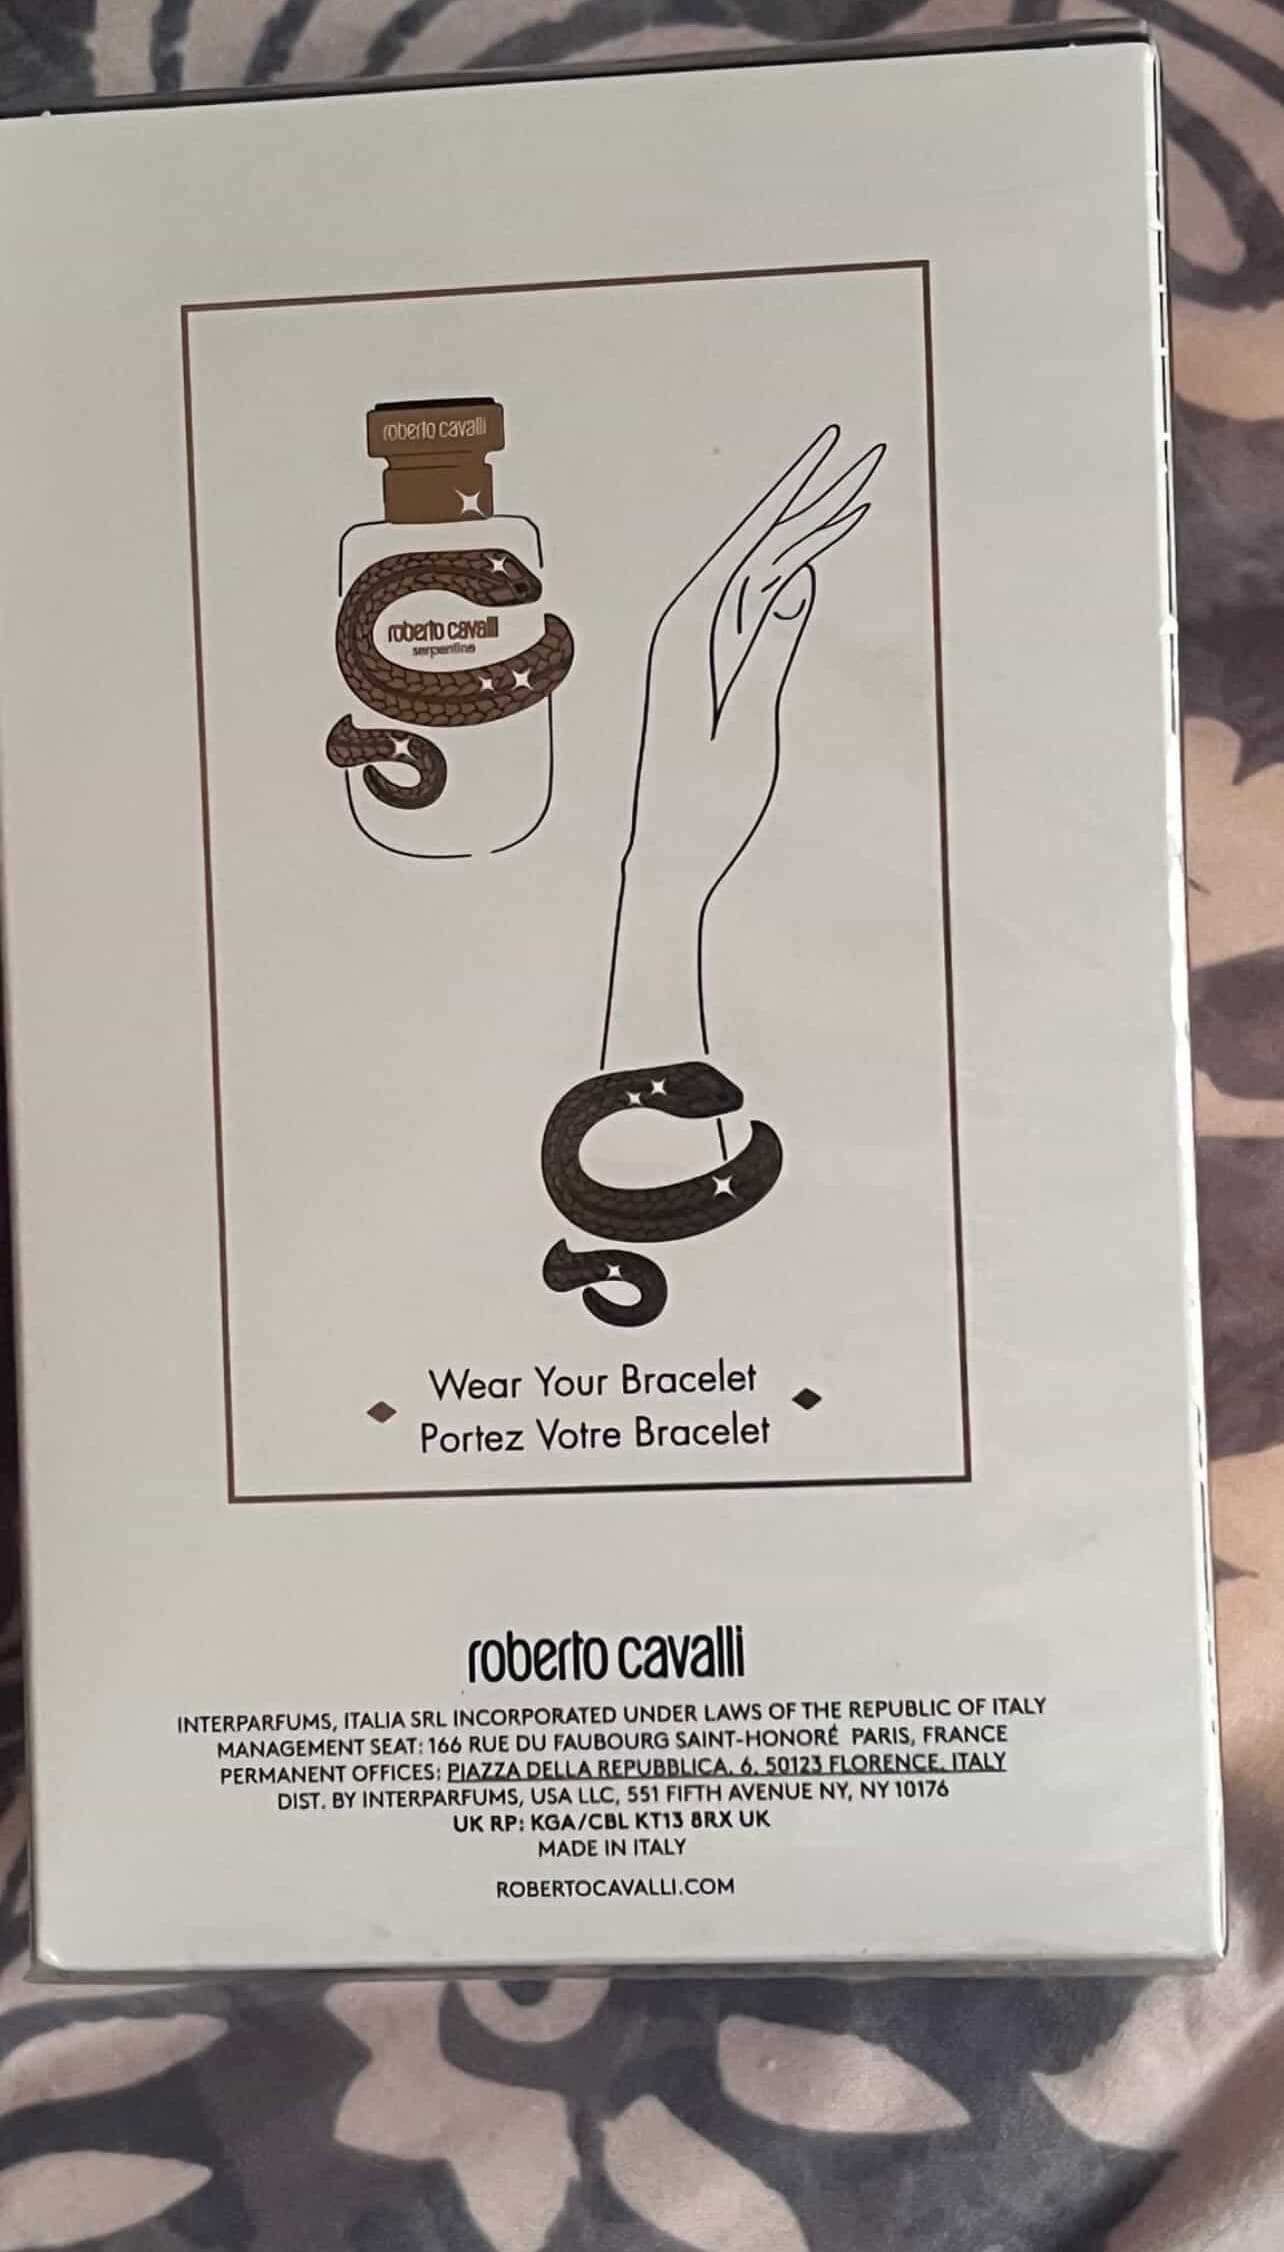 roberto cavalli
roberto cavalli
serpentine
Wear Your Bracelet
Portez Votre Bracelet
roberto cavalli
INTERPARFUMS, ITALIA SRL INCORPORATED UNDER LAWS OF THE REPUBLIC OF ITALY
MANAGEMENT SEAT: 166 RUE DU FAUBOURG SAINT-HONORÉ PARIS, FRANCE
PERMANENT OFFICES: PIAZZA DELLA REPUBBLICA, 6, 50123 FLORENCE, ITALY
DIST. BY INTERPARFUMS, USA LLC, 551 FIFTH AVENUE NY, NY 10176
UK RP: KGA/CBL KT13 8RX UK
MADE IN ITALY
ROBERTOCAVALLI.COM